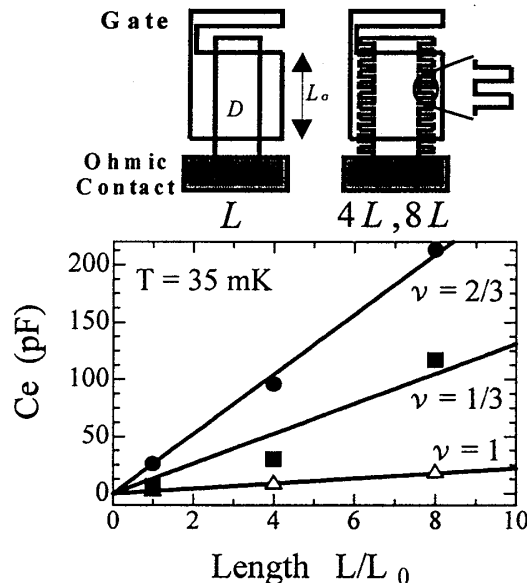 Gate
L₀
D
Ohmic
Contact
L
4L, 8L
200
150
100
50
0
T = 35 mK
ν = 2/3
ν = 1/3
ν = 1
Ce (pF)
0 2 4 6 8 10
Length L/L₀